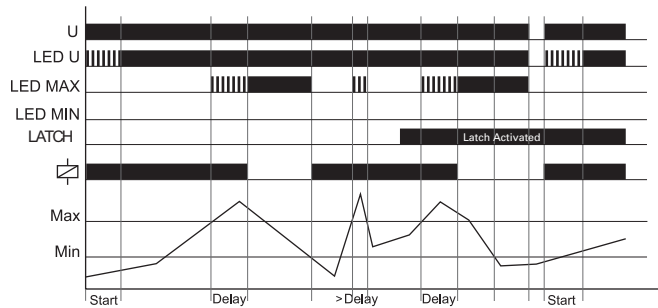 U
LED U
LED MAX
LED MIN
LATCH
Latch Activated
Max
Min
Start
Delay
>Delay
Delay
Start